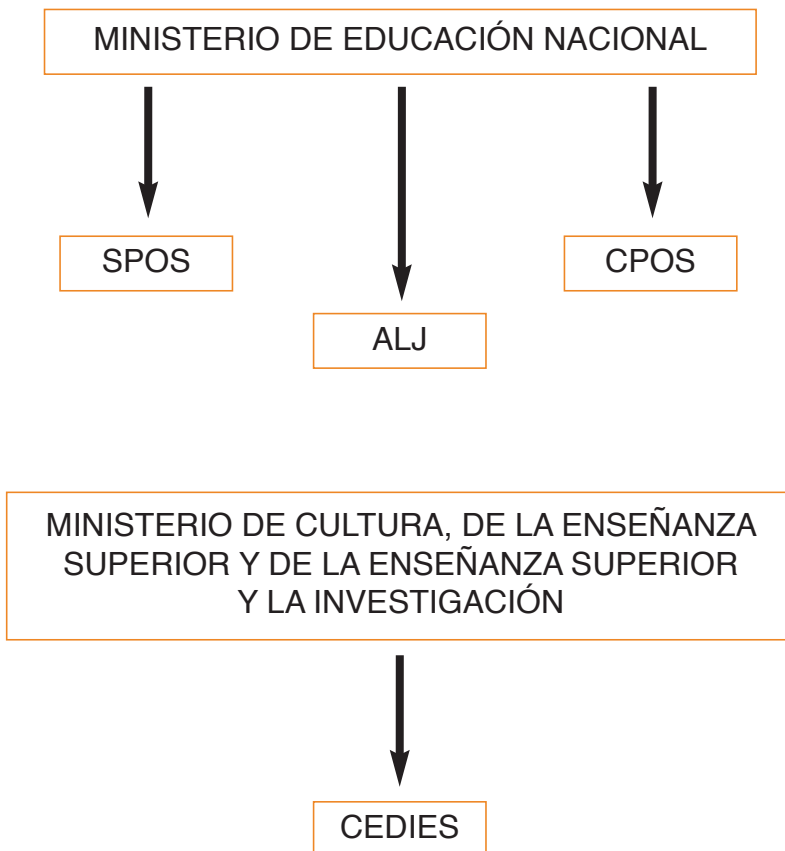 MINISTERIO DE EDUCACIÓN NACIONAL
SPOS
CPOS
ALJ
MINISTERIO DE CULTURA, DE LA ENSEÑANZA
SUPERIOR Y DE LA ENSEÑANZA SUPERIOR
Y LA INVESTIGACIÓN
CEDIES